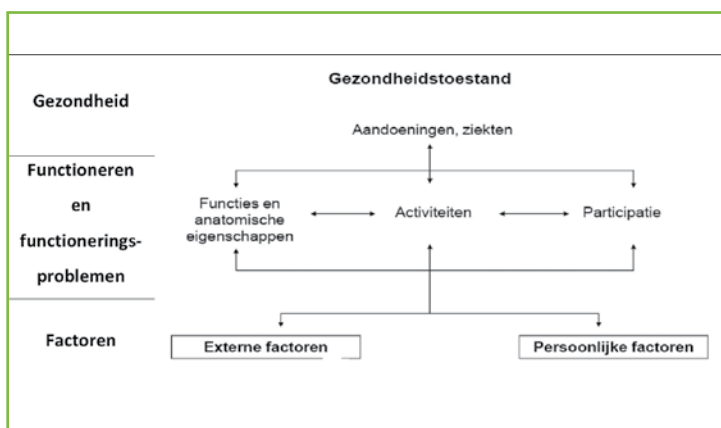 Gezondheidstoestand
Gezondheid
Aandoeningen, ziekten
Functioneren
en
functionerings-
problemen
Functies en
anatomische
eigenschappen
Activiteiten
Participatie
Factoren
Externe factoren
Persoonlijke factoren